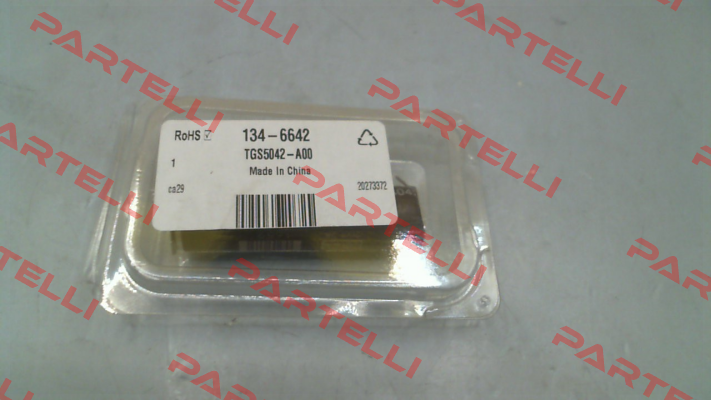 PARTELLI
PARTELLI
PARTELLI
RoHS 134-6642
TGS5042-A00
1
Made In China
ca29
20273372
PARTELLI
PARTELLI
PARTELLI
PARTELLI
PARTELLI
PARTELLI